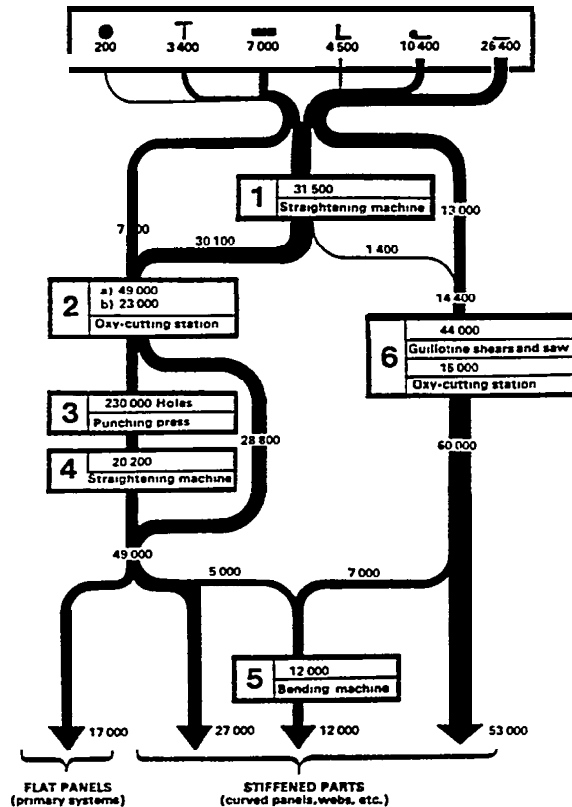 200
3 400
7 000
4 500
10 400
26 400
1
31 500
Straightening machine
13 000
30 100
1 400
14 400
2
a) 49 000
b) 23 000
Oxy-cutting station
6
44 000
Guillotine shears and saw
16 000
Oxy-cutting station
3
230 000 Holes
Punching press
28 800
60 000
4
20 200
Straightening machine
49 000
5 000
7 000
5
12 000
Bending machine
17 000
27 000
12 000
53 000
FLAT PANELS
(primary systems)
STIFFENED PARTS
(curved panels, webs, etc.)